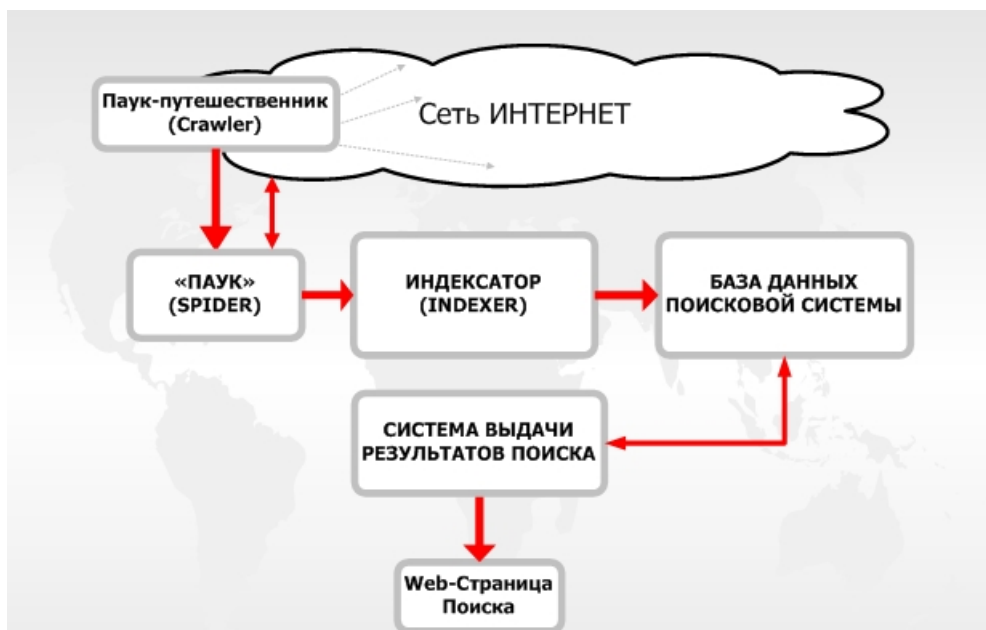 Паук-путешественник
(Crawler)
Сеть ИНТЕРНЕТ
«ПАУК»
(SPIDER)
ИНДЕКСАТОР
(INDEXER)
БАЗА ДАННЫХ
ПОИСКОВОЙ СИСТЕМЫ
СИСТЕМА ВЫДАЧИ
РЕЗУЛЬТАТОВ ПОИСКА
Web-Страница
Поиска